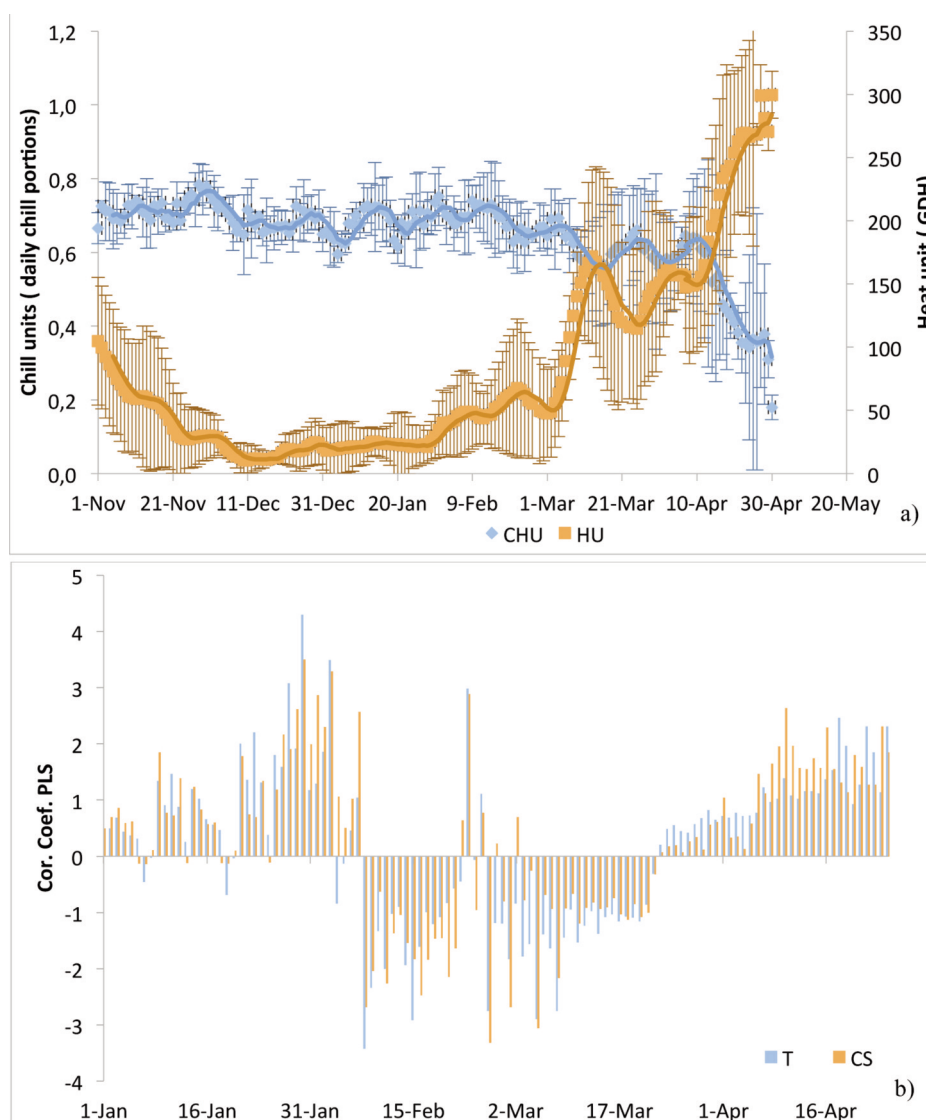 1,2
1,0
0,8
0,6
0,4
0,2
0,0
Chill units ( daily chill portions)
350
300
250
200
150
100
50
0
Heat unit ( GDH)
1-Nov 21-Nov 11-Dec 31-Dec 20-Jan 9-Feb 1-Mar 21-Mar 10-Apr 30-Apr 20-May
CHU HU
a)
5
4
3
2
1
0
-1
-2
-3
-4
Cor. Coef. PLS
T CS
1-Jan 16-Jan 31-Jan 15-Feb 2-Mar 17-Mar 1-Apr 16-Apr
b)